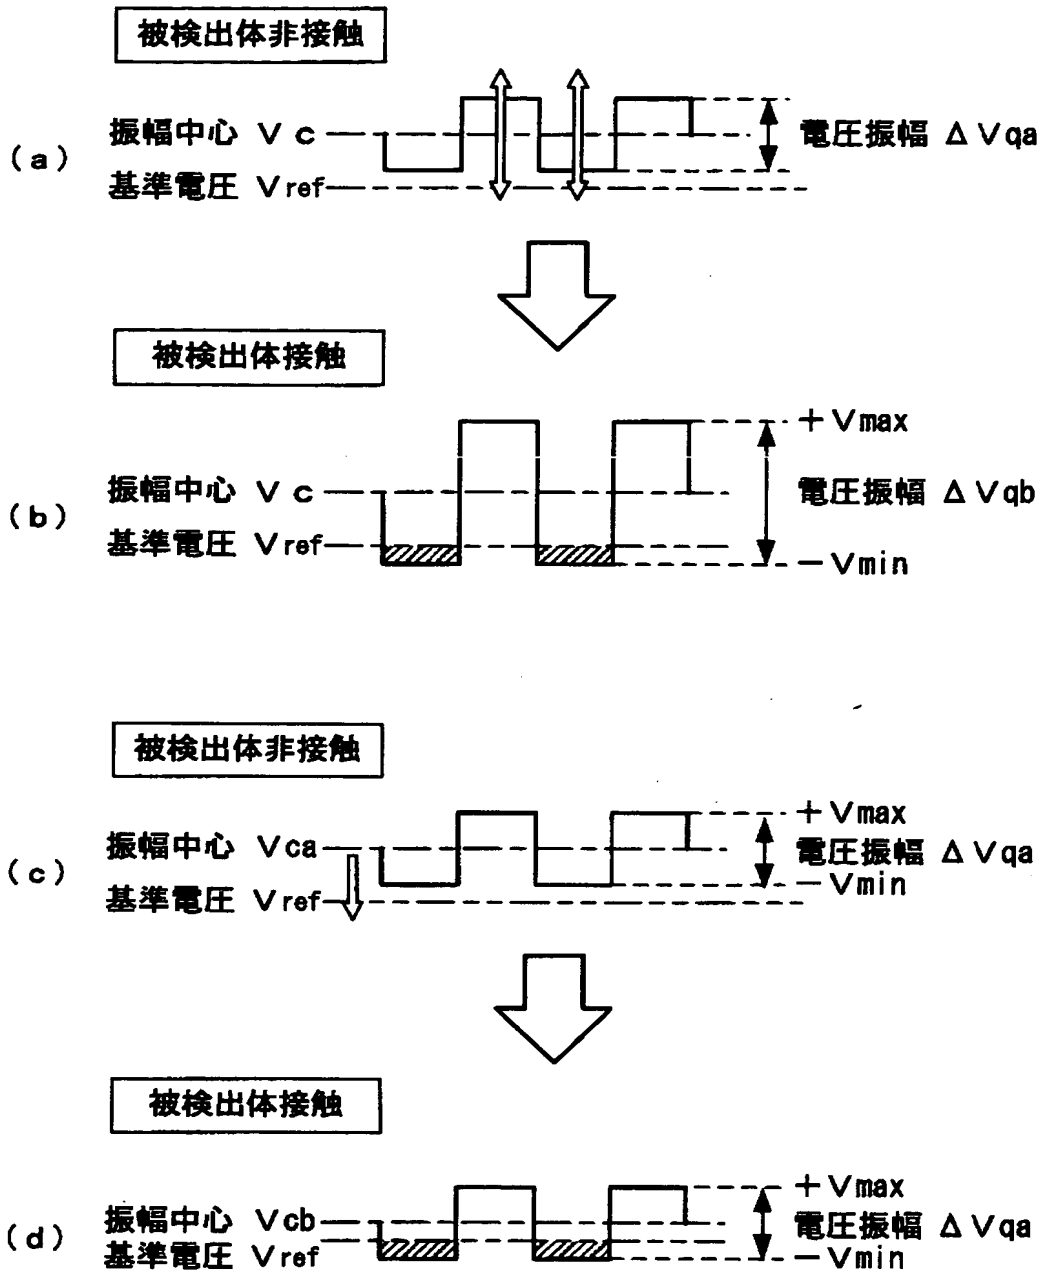 被検出体非接触
(a)
振幅中心 Vc
電圧振幅 ΔVqa
基準電圧 Vref
被検出体接触
+Vmax
(b)
振幅中心 Vc
電圧振幅 ΔVqb
基準電圧 Vref
-Vmin
被検出体非接触
+Vmax
(c)
振幅中心 Vca
電圧振幅 ΔVqa
-Vmin
基準電圧 Vref
被検出体接触
+Vmax
(d)
振幅中心 Vcb
電圧振幅 ΔVqa
基準電圧 Vref
-Vmin